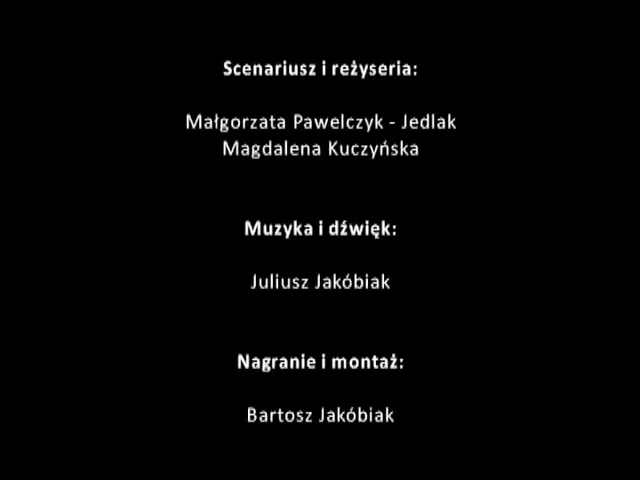 Scenariusz i reżyseria:
Małgorzata Pawelczyk - Jedlak
Magdalena Kuczyńska
Muzyka i dźwięk:
Juliusz Jakóbiak
Nagranie i montaż:
Bartosz Jakóbiak